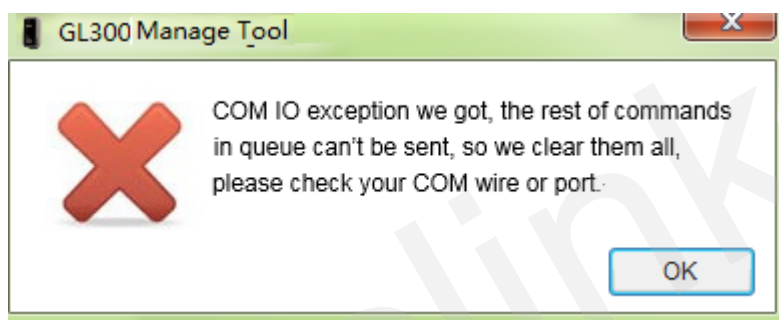 GL300 Manage Tool
COM IO exception we got, the rest of commands
in queue can't be sent, so we clear them all,
please check your COM wire or port.
OK